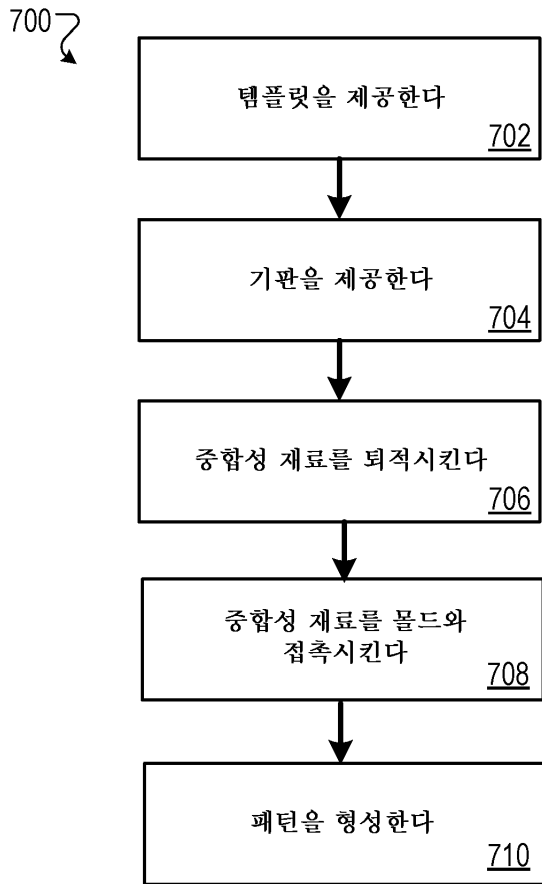 700
템플릿을 제공한다
702
기판을 제공한다
704
중합성 재료를 퇴적시킨다
706
중합성 재료를 몰드와
접촉시킨다
708
패턴을 형성한다
710